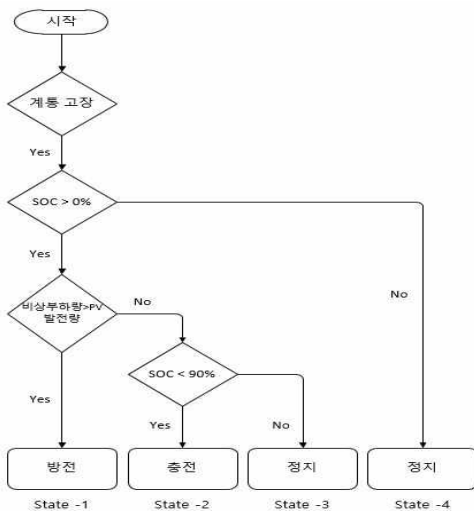 시작
계통 고장
Yes
SOC > 0%
Yes
No
비상부하량>PV
발전량
No
SOC < 90%
Yes
Yes
No
방전
충전
정지
정지
State -1
State -2
State -3
State -4